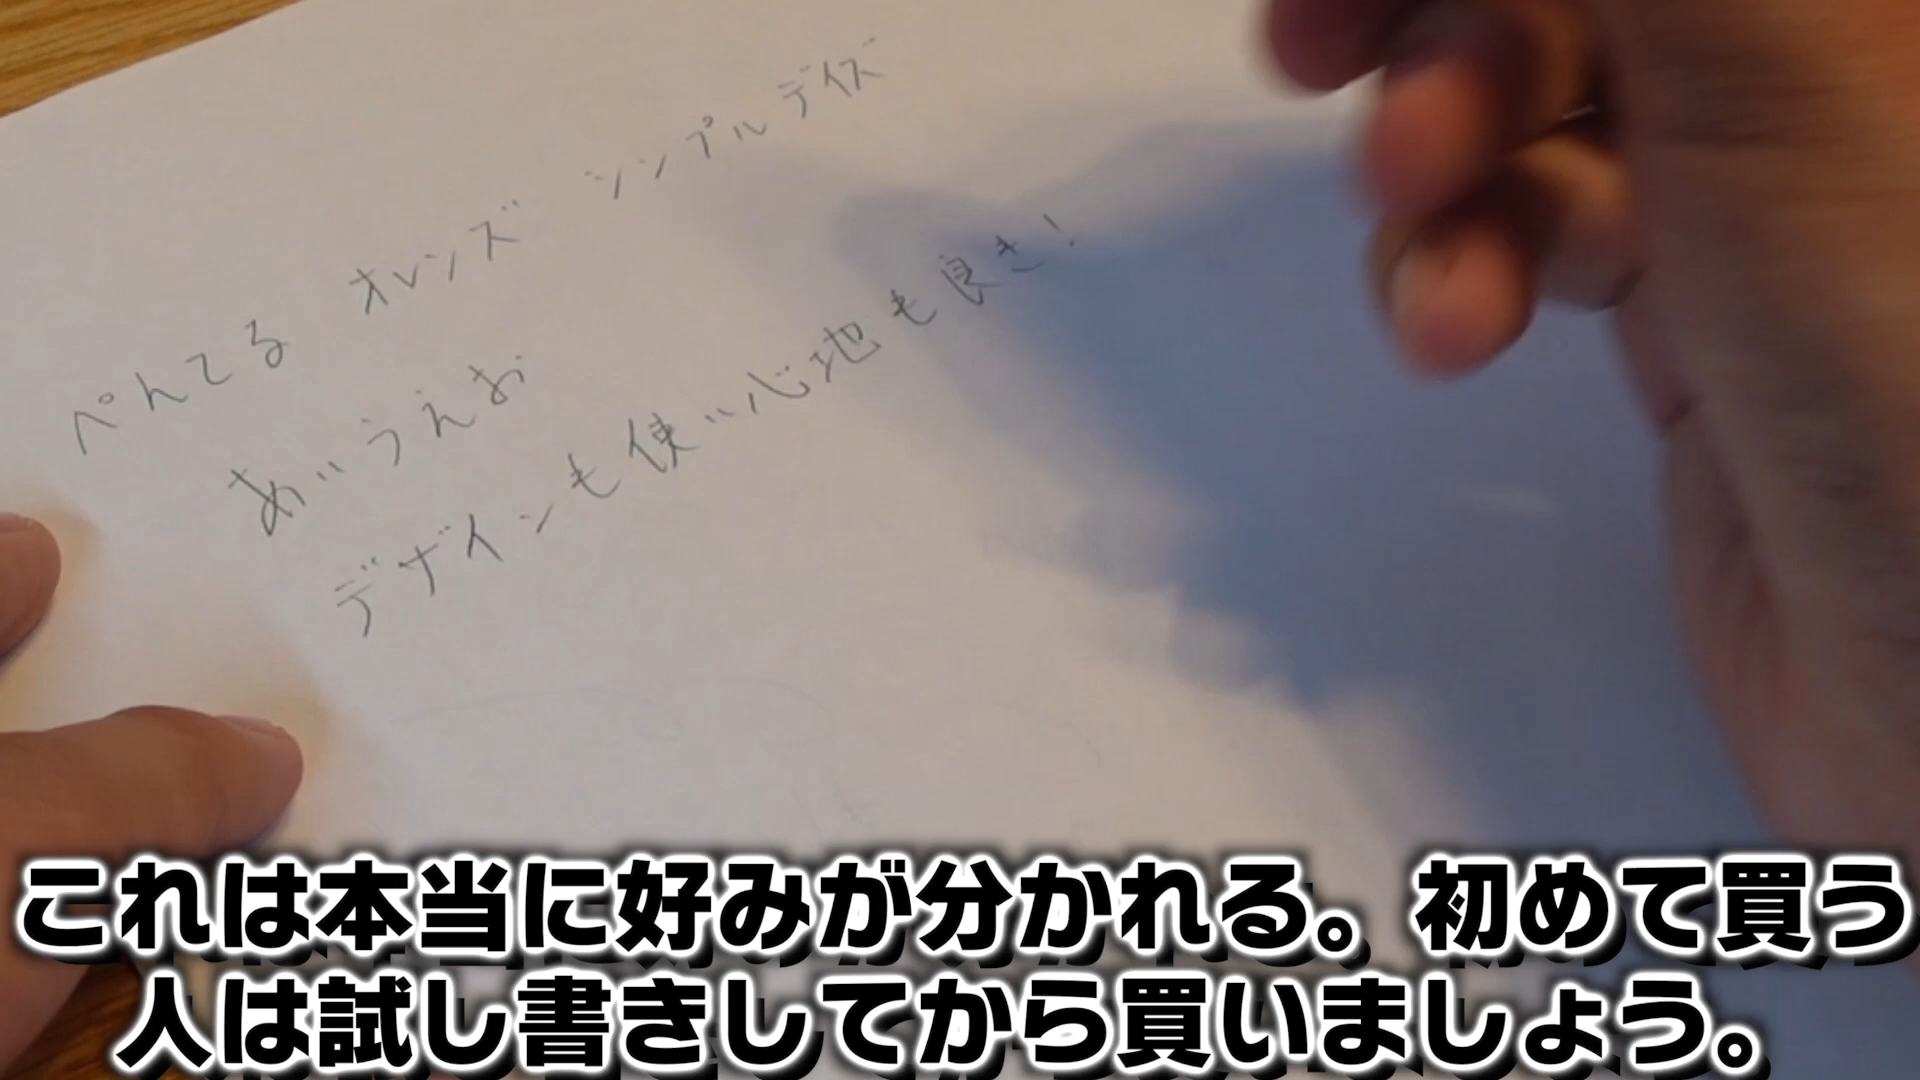 ぺんてる オレンズ シンプルデイズ
あいうえお
デザインも使い心地も良き!
これは本当に好みが分かれる。初めて買う
人は試し書きしてから買いましょう。